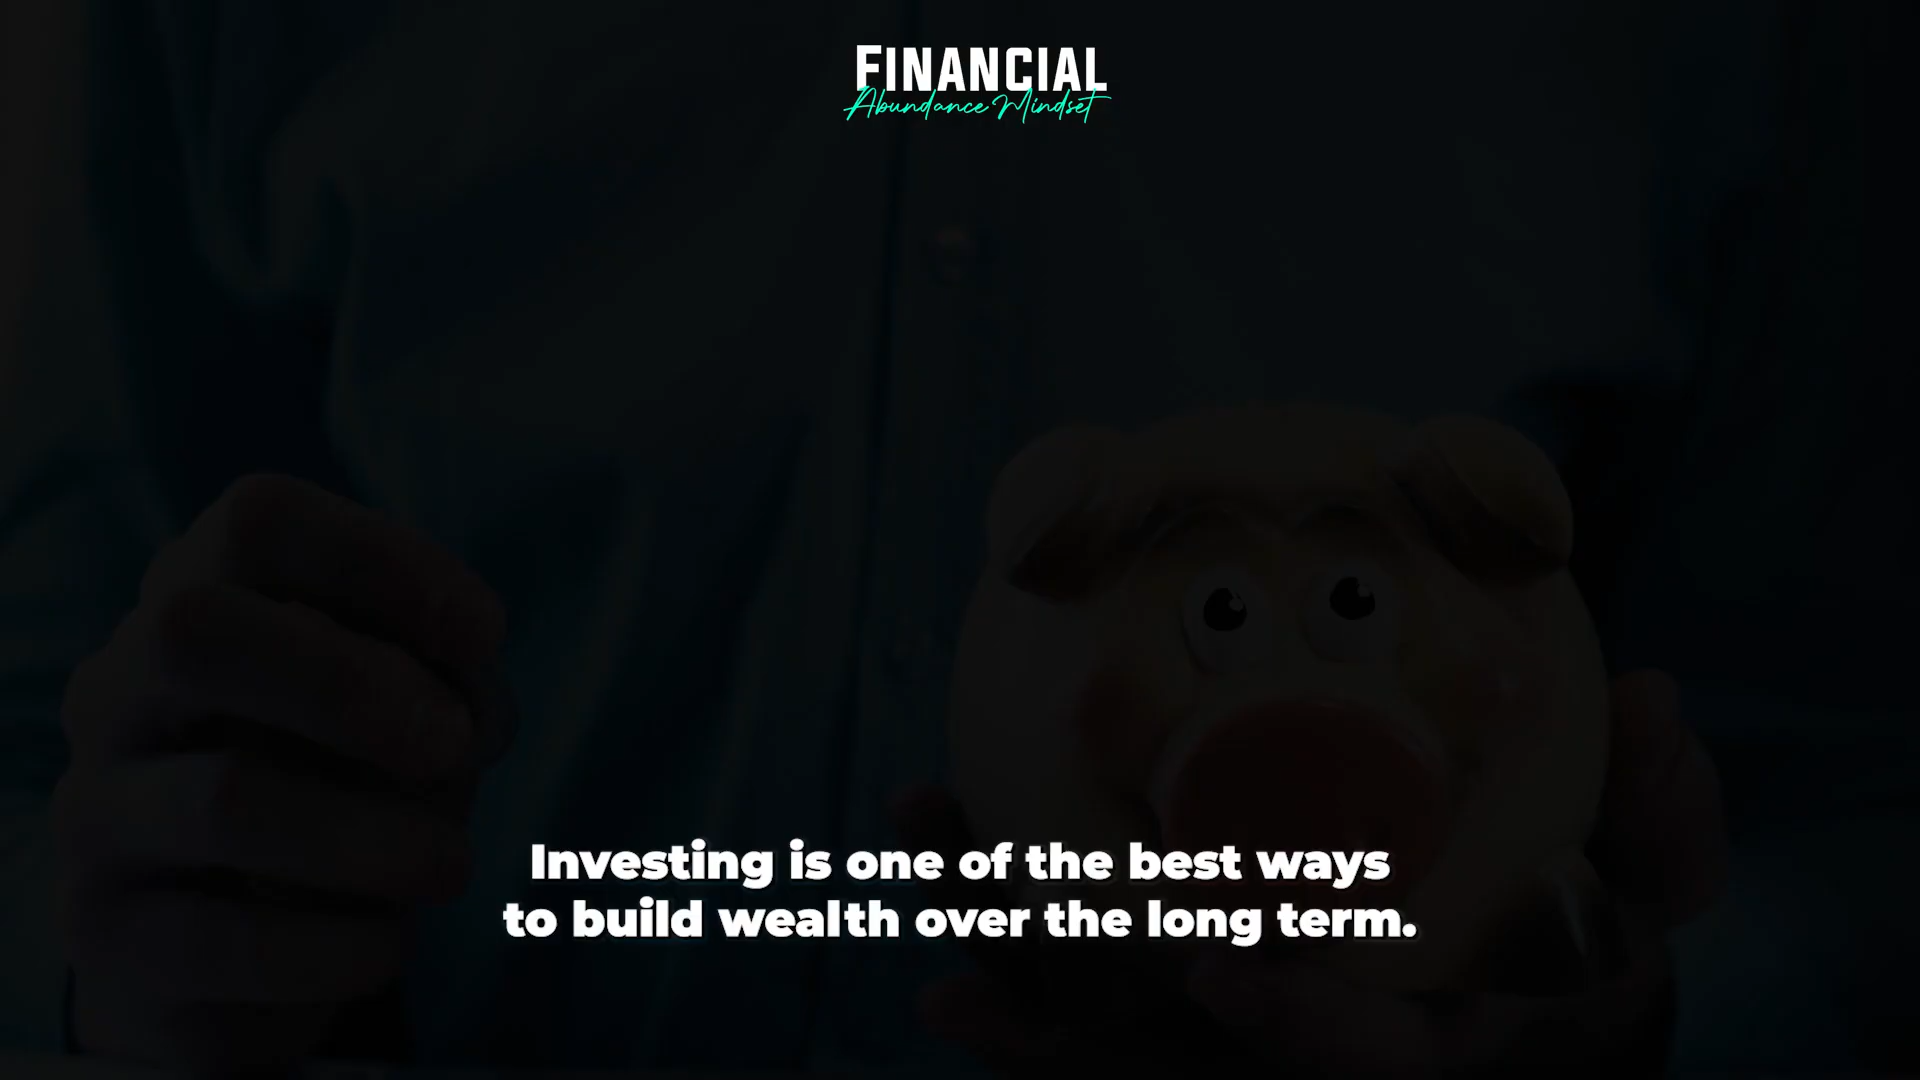 FINANCIAL
Abundance Mindset
Investing is one of the best ways
to build wealth over the long term.